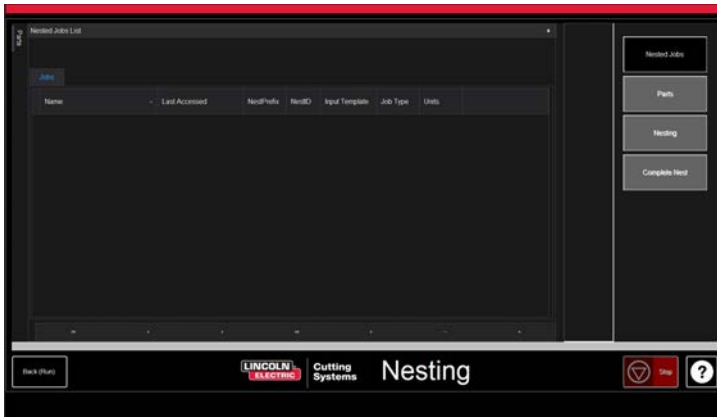 Parts
Nested Jobs List
Jobs
Name Last Accessed NestPrefix NestID Input Template Job Type Units
Nested Jobs
Parts
Nesting
Complete Nest
Back (Run)
LINCOLN ELECTRIC Cutting Systems Nesting
Stop ?